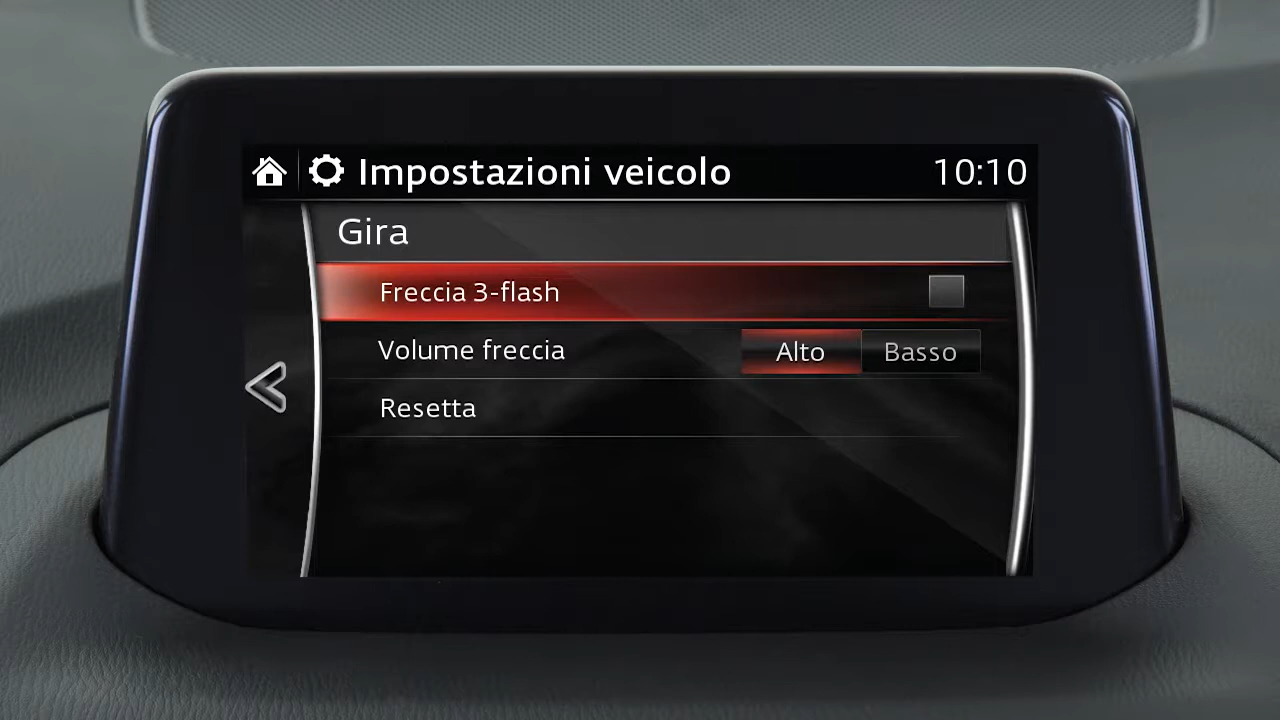 Impostazioni veicolo 10:10
Gira
Freccia 3-flash
Volume freccia Alto Basso
Resetta